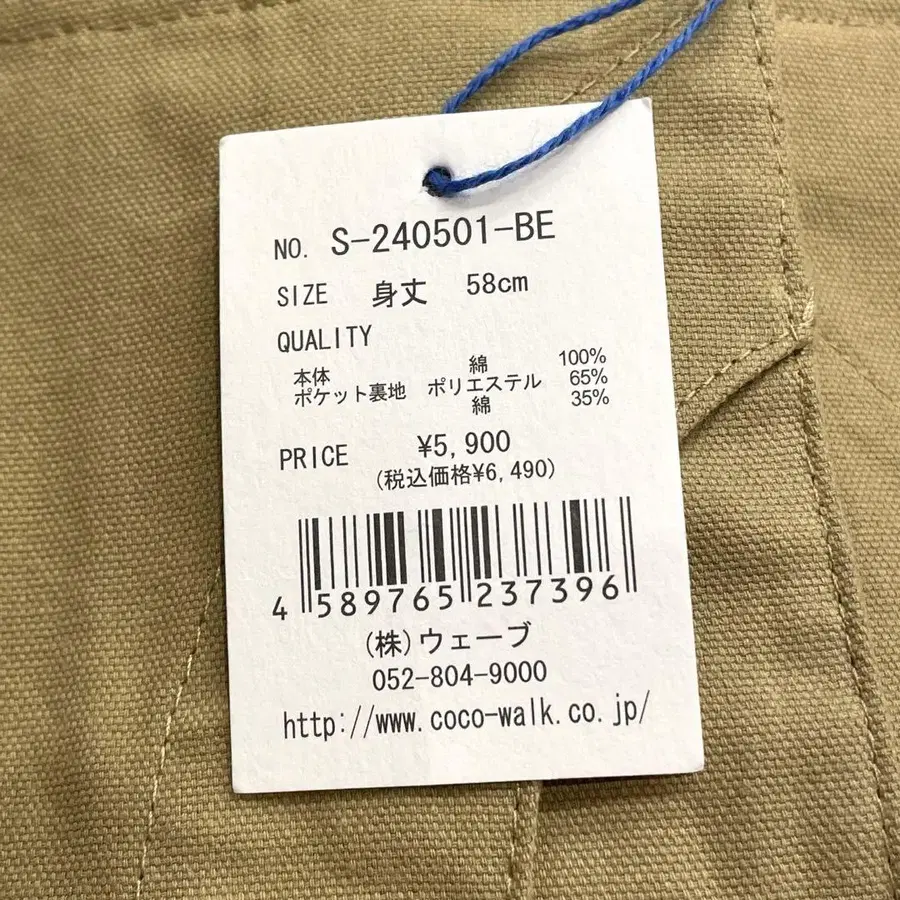 NO. S-240501-BE
SIZE 身丈 58cm
QUALITY
本体 綿 100%
ポケット裏地 ポリエステル 65%
綿 35%
PRICE ¥5,900
(税込価格¥6,490)
4 589765 237396
(株)ウェーブ
052-804-9000
http://www.coco-walk.co.jp/